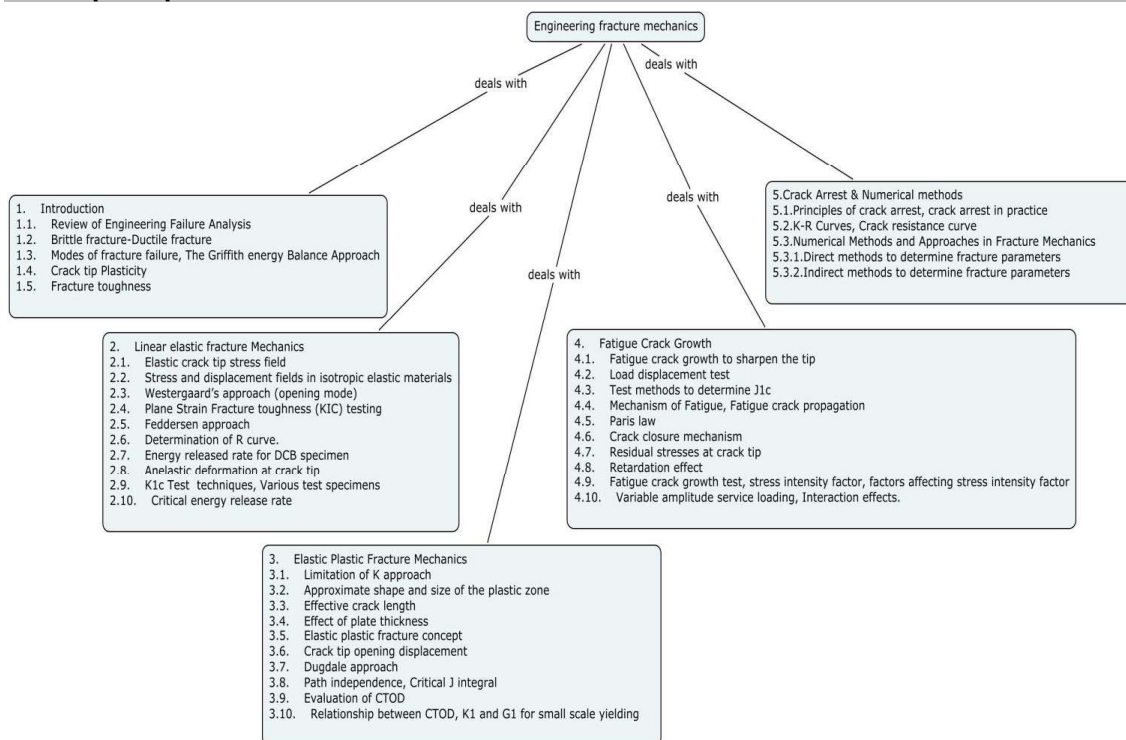 Engineering fracture mechanics
deals with
deals with
deals with
deals with
deals with
1. Introduction
1.1. Review of Engineering Failure Analysis
1.2. Brittle fracture-Ductile fracture
1.3. Modes of fracture failure, The Griffith energy Balance Approach
1.4. Crack tip Plasticity
1.5. Fracture toughness
2. Linear elastic fracture Mechanics
2.1. Elastic crack tip stress field
2.2. Stress and displacement fields in isotropic elastic materials
2.3. Westergaard's approach (opening mode)
2.4. Plane Strain Fracture toughness (KIC) testing
2.5. Feddersen approach
2.6. Determination of R curve.
2.7. Energy released rate for DCB specimen
2.8. Anelastic deformation at crack tip
2.9. K1c Test techniques, Various test specimens
2.10. Critical energy release rate
3. Elastic Plastic Fracture Mechanics
3.1. Limitation of K approach
3.2. Approximate shape and size of the plastic zone
3.3. Effective crack length
3.4. Effect of plate thickness
3.5. Elastic plastic fracture concept
3.6. Crack tip opening displacement
3.7. Dugdale approach
3.8. Path independence, Critical J integral
3.9. Evaluation of CTOD
3.10. Relationship between CTOD, K1 and G1 for small scale yielding
4. Fatigue Crack Growth
4.1. Fatigue crack growth to sharpen the tip
4.2. Load displacement test
4.3. Test methods to determine J1c
4.4. Mechanism of Fatigue, Fatigue crack propagation
4.5. Paris law
4.6. Crack closure mechanism
4.7. Residual stresses at crack tip
4.8. Retardation effect
4.9. Fatigue crack growth test, stress intensity factor, factors affecting stress intensity factor
4.10. Variable amplitude service loading, Interaction effects.
5.Crack Arrest & Numerical methods
5.1.Principles of crack arrest, crack arrest in practice
5.2.K-R Curves, Crack resistance curve
5.3.Numerical Methods and Approaches in Fracture Mechanics
5.3.1.Direct methods to determine fracture parameters
5.3.2.Indirect methods to determine fracture parameters